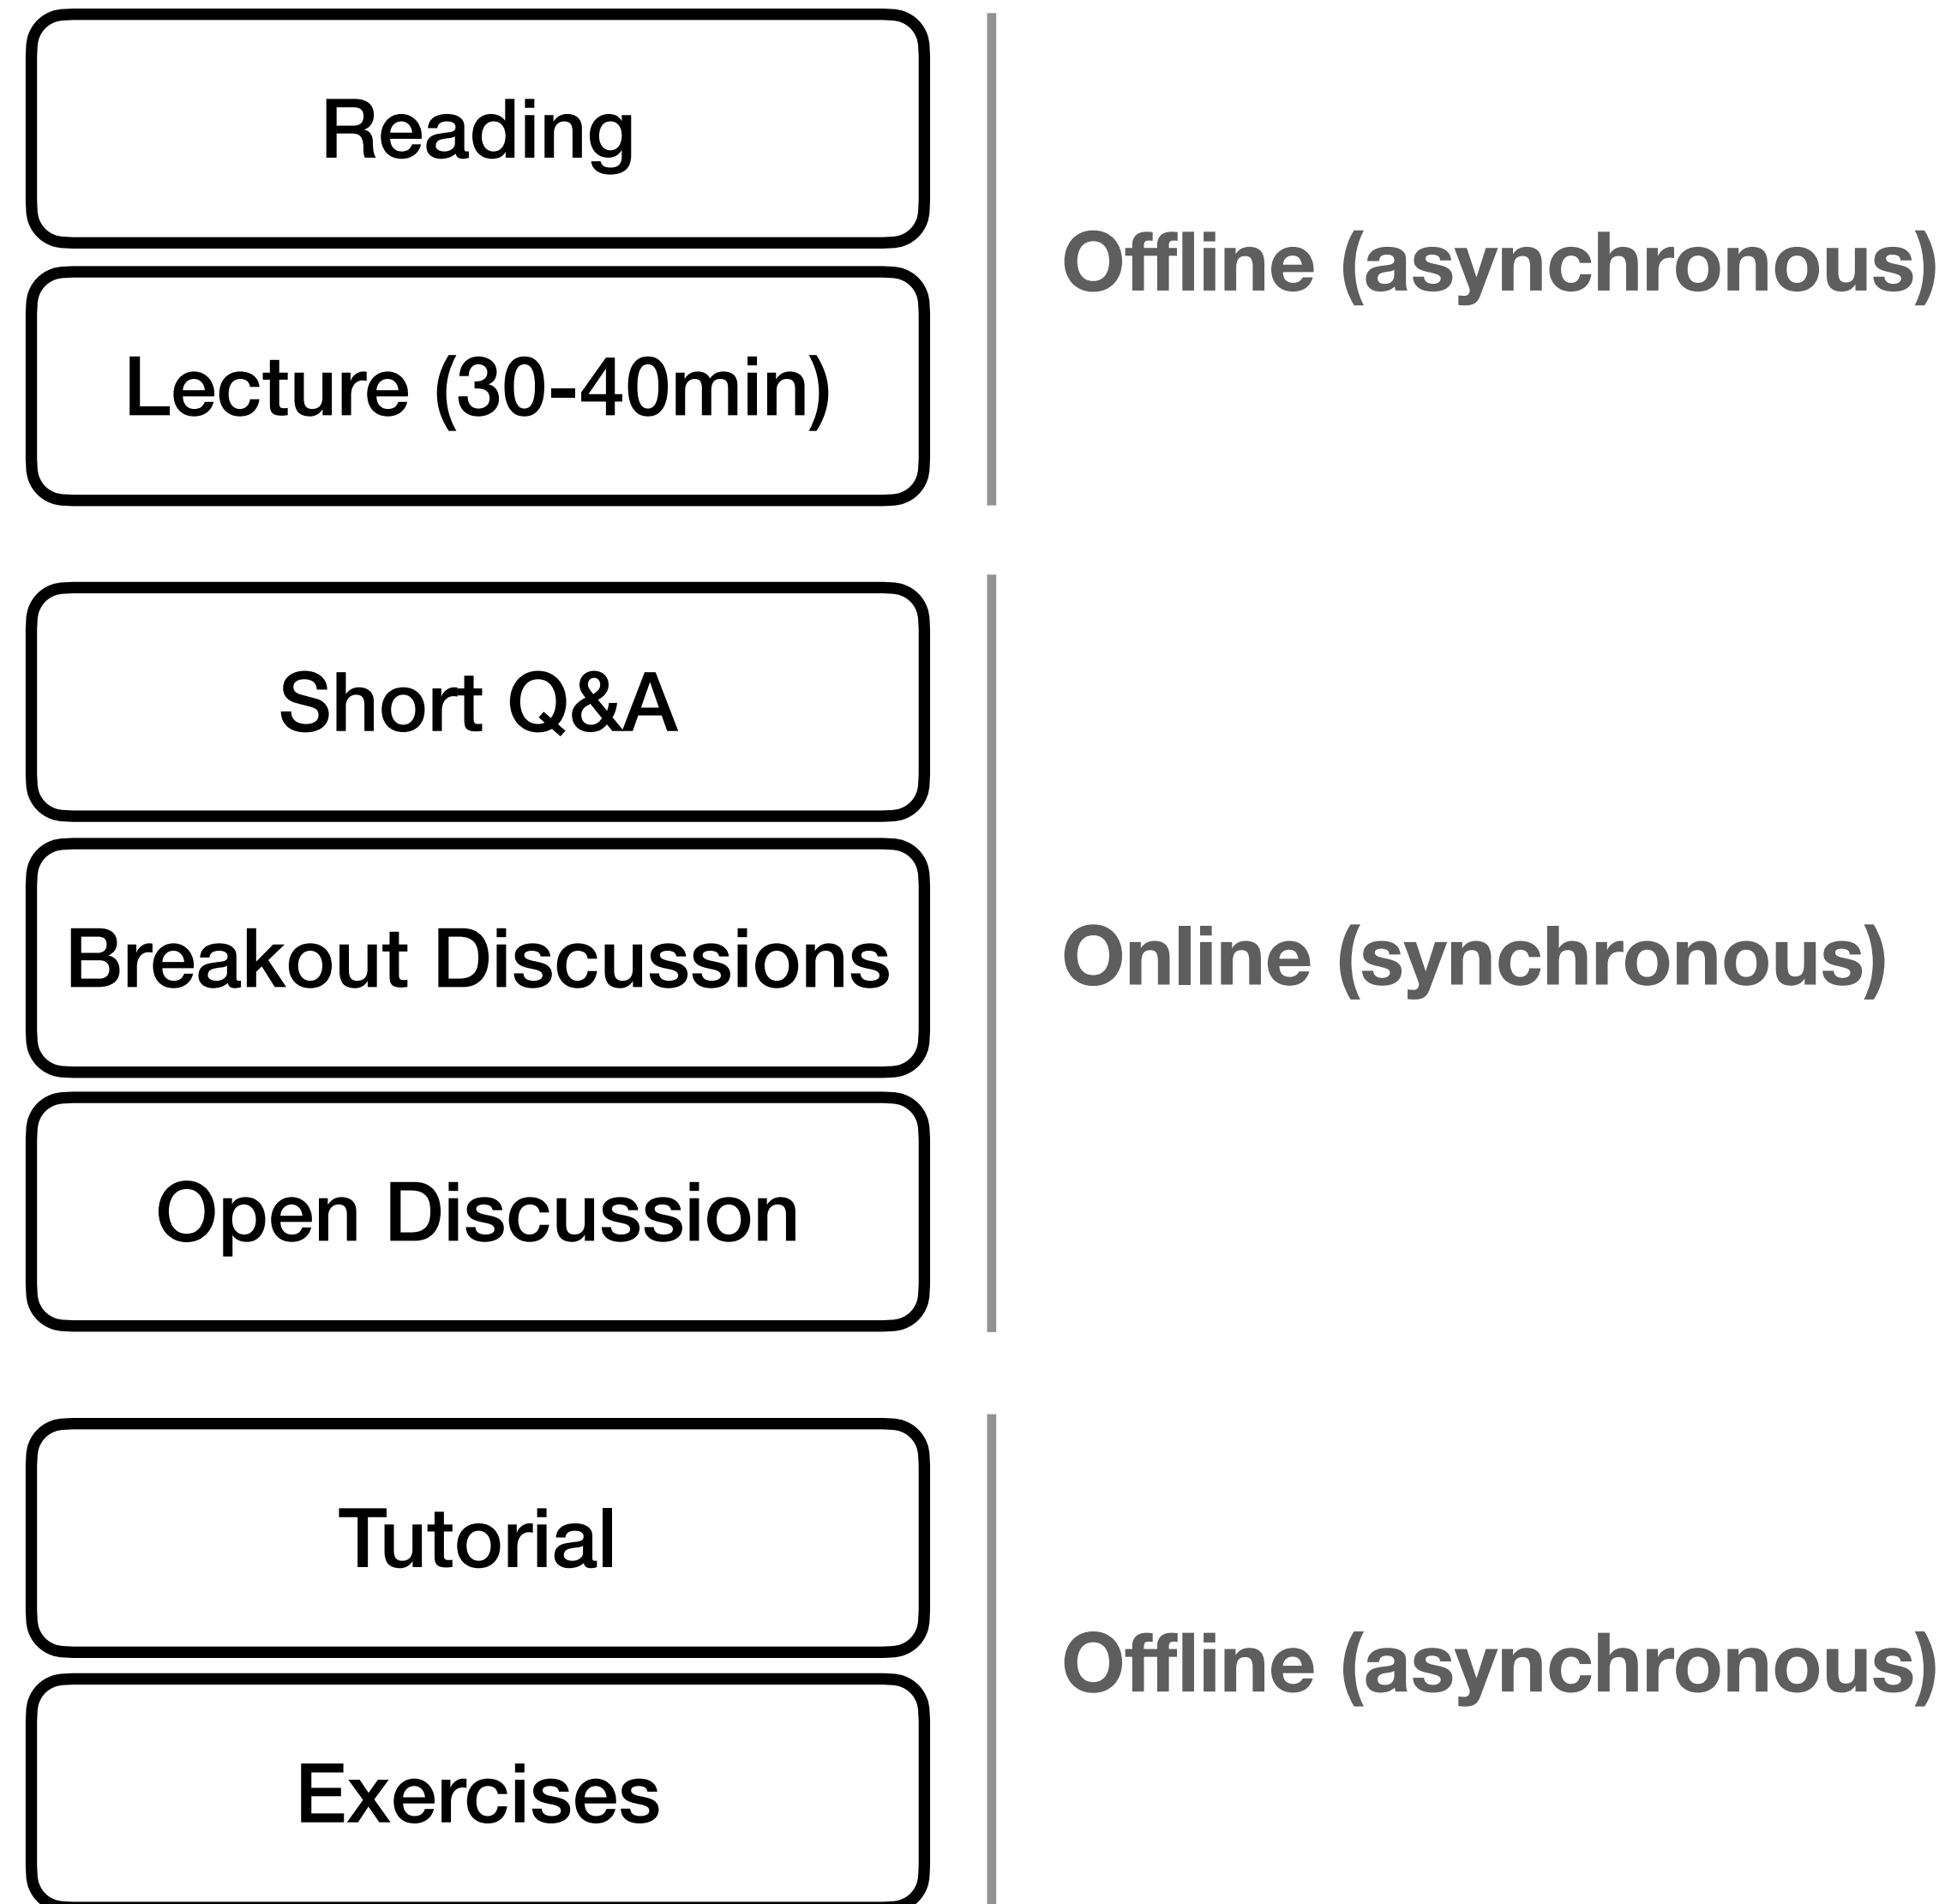 Reading
Offline (asynchronous)
Lecture (30-40min)
Short Q&A
Breakout Discussions
Online (synchronous)
Open Discussion
Tutorial
Offline (asynchronous)
Exercises